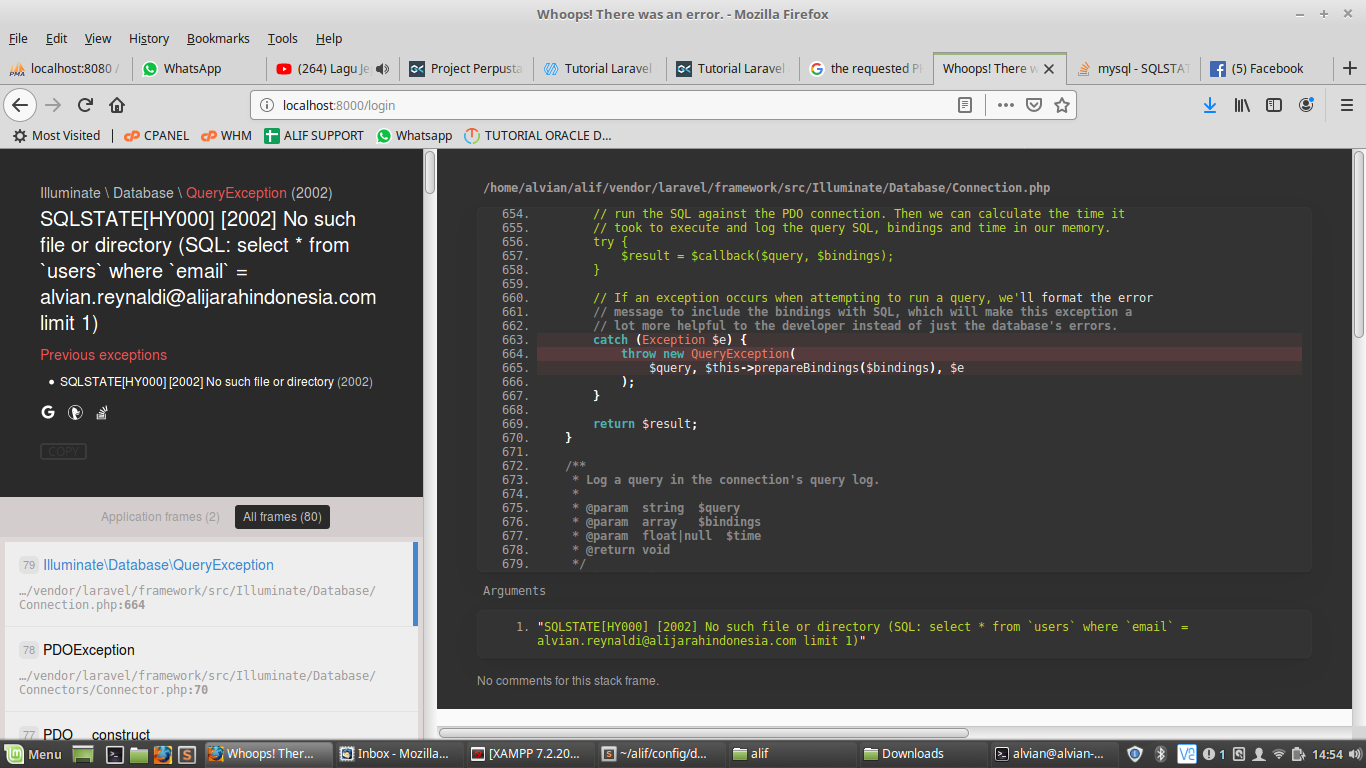 Whoops! There was an error. - Mozilla Firefox
File Edit View History Bookmarks Tools Help
localhost:8080 / WhatsApp (264) Lagu Je Project Perpusta Tutorial Laravel Tutorial Laravel the requested P Whoops! There w mysql - SQLSTAT (5) Facebook
localhost:8000/login
Most Visited CPANEL WHM ALIF SUPPORT Whatsapp TUTORIAL ORACLE D...
Illuminate \ Database \ QueryException (2002)
SQLSTATE[HY000] [2002] No such
file or directory (SQL: select * from
`users` where `email` =
alvian.reynaldi@alijarahindonesia.com
limit 1)
Previous exceptions
• SQLSTATE[HY000] [2002] No such file or directory (2002)
COPY
Application frames (2) All frames (80)
79 Illuminate\Database\QueryException
…/vendor/laravel/framework/src/Illuminate/Database/
Connection.php:664
78 PDOException
…/vendor/laravel/framework/src/Illuminate/Database/
Connectors/Connector.php:70
77 PDO __construct
/home/alvian/alif/vendor/laravel/framework/src/Illuminate/Database/Connection.php
654. // run the SQL against the PDO connection. Then we can calculate the time it
655. // took to execute and log the query SQL, bindings and time in our memory.
656. try {
657. $result = $callback($query, $bindings);
658. }
659.
660. // If an exception occurs when attempting to run a query, we'll format the error
661. // message to include the bindings with SQL, which will make this exception a
662. // lot more helpful to the developer instead of just the database's errors.
663. catch (Exception $e) {
664. throw new QueryException(
665. $query, $this->prepareBindings($bindings), $e
666. );
667. }
668.
669. return $result;
670. }
671.
672. /**
673. * Log a query in the connection's query log.
674. *
675. * @param string $query
676. * @param array $bindings
677. * @param float|null $time
678. * @return void
679. */
Arguments
1. "SQLSTATE[HY000] [2002] No such file or directory (SQL: select * from `users` where `email` =
alvian.reynaldi@alijarahindonesia.com limit 1)"
No comments for this stack frame.
Menu Whoops! Ther... Inbox - Mozilla... [XAMPP 7.2.20... ~/alif/config/d... alif Downloads alvian@alvian-... 1 14:54